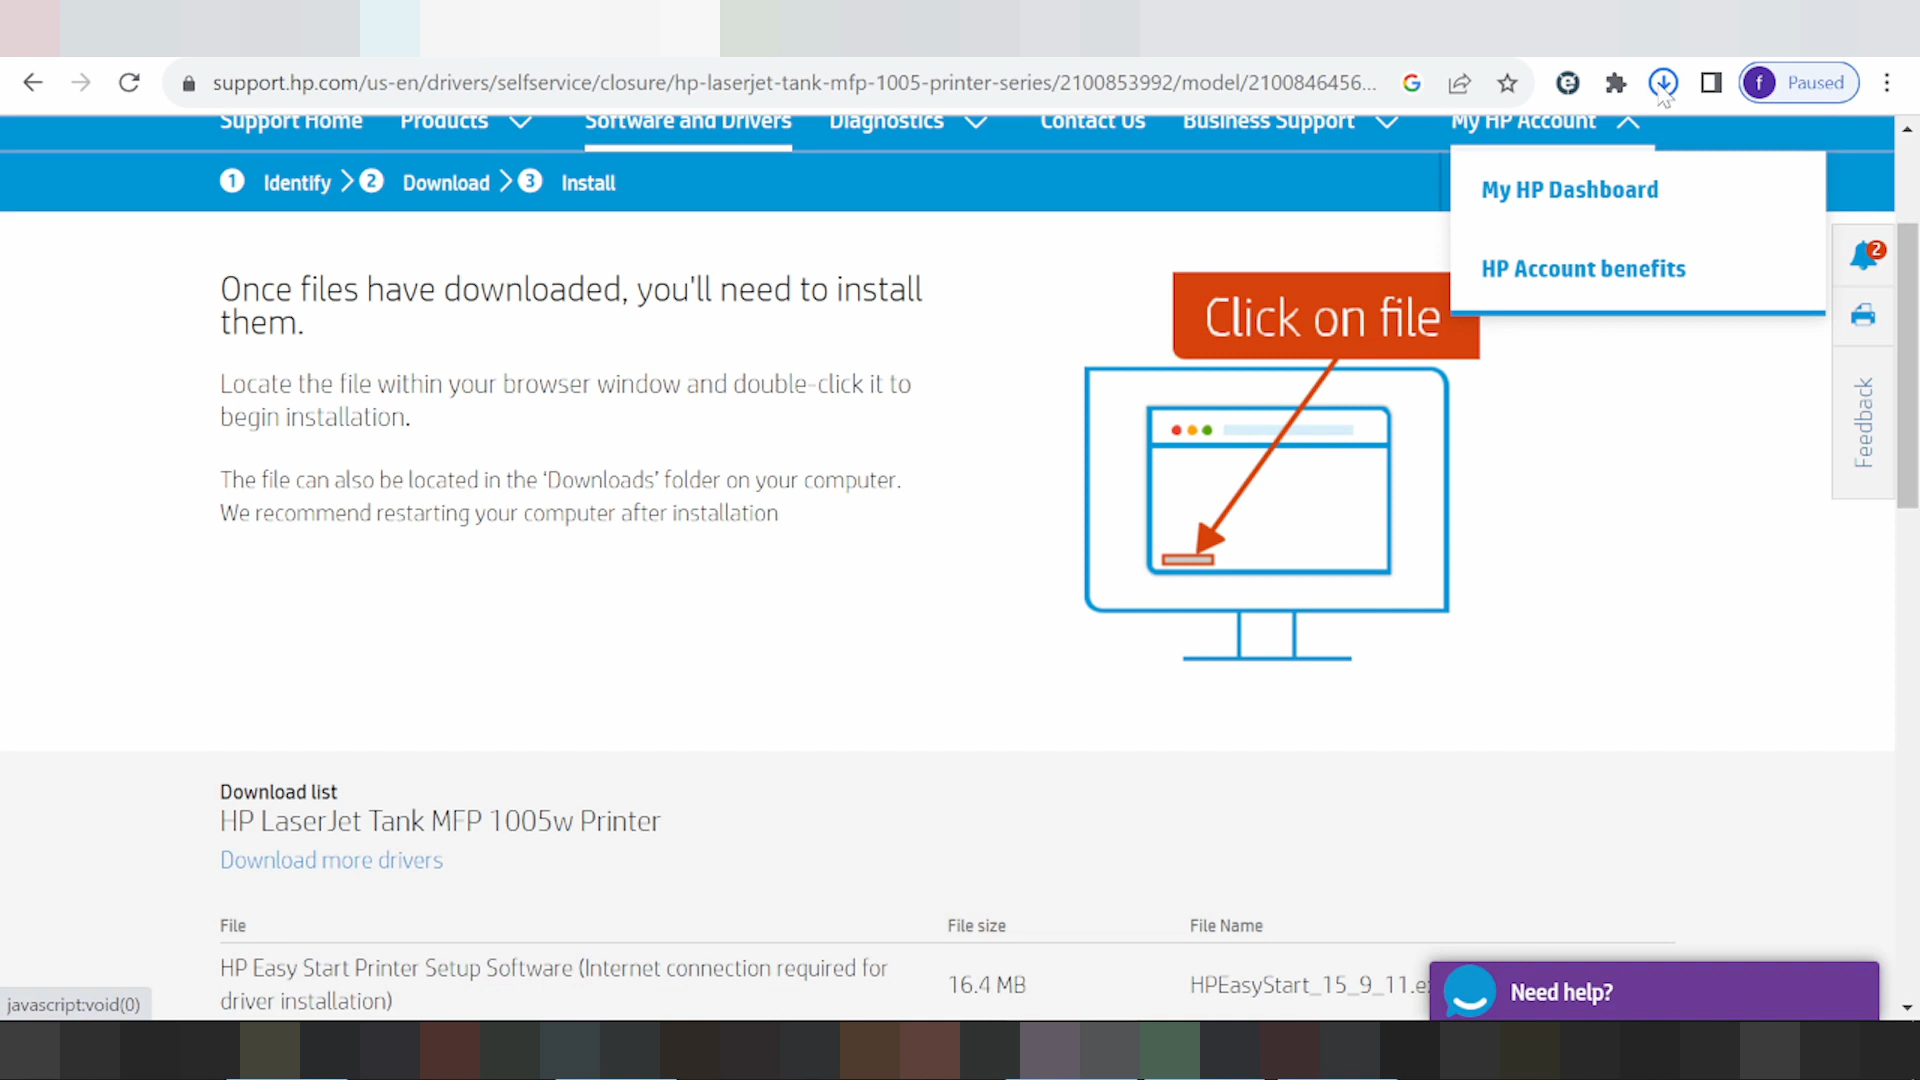 support.hp.com/us-en/drivers/selfservice/closure/hp-laserjet-tank-mfp-1005-printer-series/2100853992/model/2100846456...
G
f Paused
Support Home Products Software and Drivers Diagnostics Contact Us Business Support My HP Account
1 Identify 2 Download 3 Install
My HP Dashboard
HP Account benefits
2
Feedback
Once files have downloaded, you'll need to install
them.
Locate the file within your browser window and double-click it to
begin installation.
The file can also be located in the ‘Downloads’ folder on your computer.
We recommend restarting your computer after installation
Click on file
Download list
HP LaserJet Tank MFP 1005w Printer
Download more drivers
File File size File Name
HP Easy Start Printer Setup Software (Internet connection required for
driver installation)
16.4 MB
HPEasyStart_15_9_11.e
Need help?
javascript:void(0)